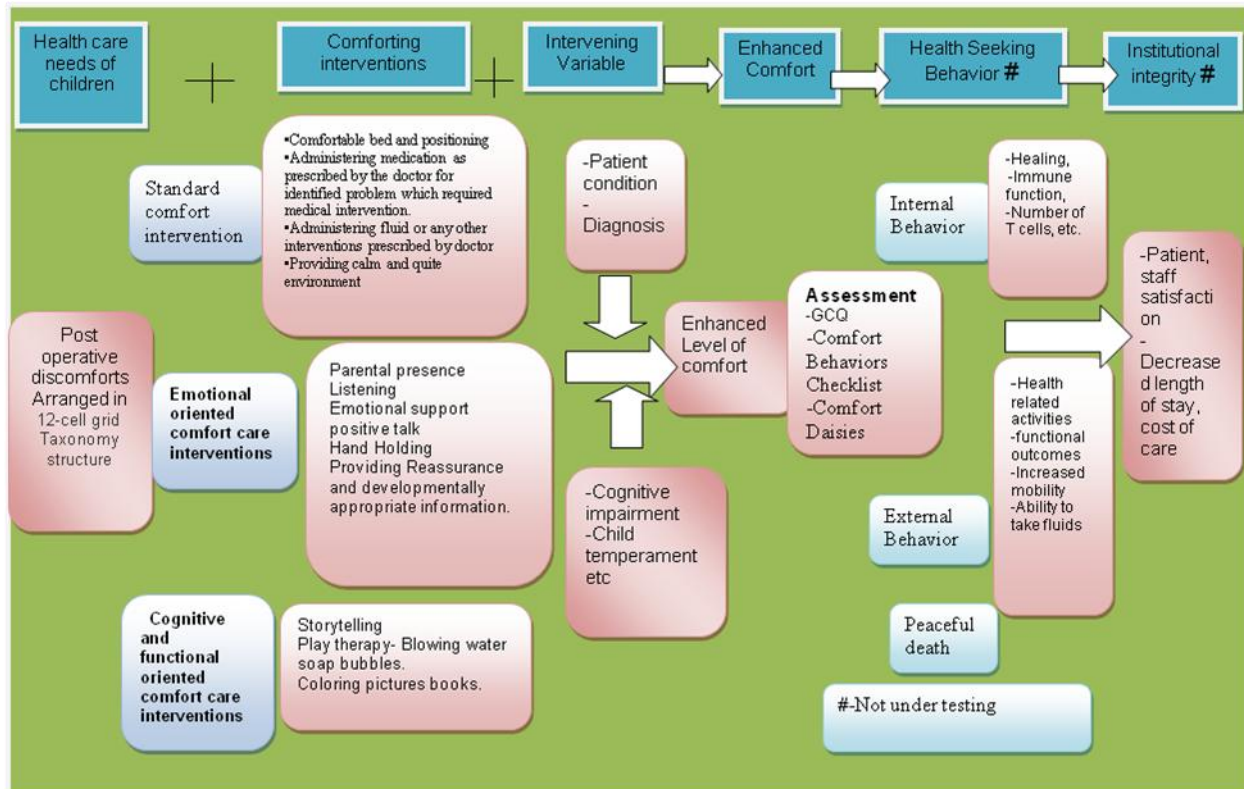 Health care
needs of
children
Comforting
interventions
Intervening
Variable
Enhanced
Comfort
Health Seeking
Behavior #
Institutional
integrity #
Standard
comfort
intervention
•Comfortable bed and positioning
•Administering medication as
prescribed by the doctor for
identified problem which required
medical intervention.
•Administering fluid or any other
interventions prescribed by doctor
•Providing calm and quite
environment
-Patient
condition
-
Diagnosis
Internal
Behavior
-Healing,
-Immune
function,
-Number of
T cells, etc.
Post
operative
discomforts
Arranged in
12-cell grid
Taxonomy
structure
Emotional
oriented
comfort care
interventions
Parental presence
Listening
Emotional support
positive talk
Hand Holding
Providing Reassurance
and developmentally
appropriate information.
Enhanced
Level of
comfort
Assessment
-GCQ
-Comfort
Behaviors
Checklist
-Comfort
Daisies
-Patient,
staff
satisfacti
on
-
Decrease
d length
of stay,
cost of
care
-Cognitive
impairment
-Child
temperament
etc
External
Behavior
-Health
related
activities
-functional
outcomes
-Increased
mobility
-Ability to
take fluids
Cognitive
and
functional
oriented
comfort care
interventions
Storytelling
Play therapy- Blowing water
soap bubbles.
Coloring pictures books.
Peaceful
death
#-Not under testing